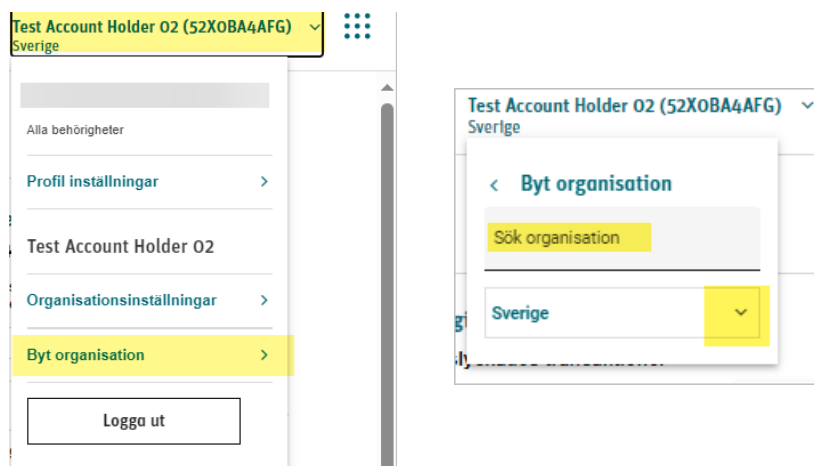 Test Account Holder 02 (52X0BA4AFG)
Sverige
Alla behörigheter
Profil inställningar
Test Account Holder 02
Organisationsinställningar
Byt organisation
Logga ut
Test Account Holder 02 (52X0BA4AFG)
Sverige
Byt organisation
Sök organisation
Sverige